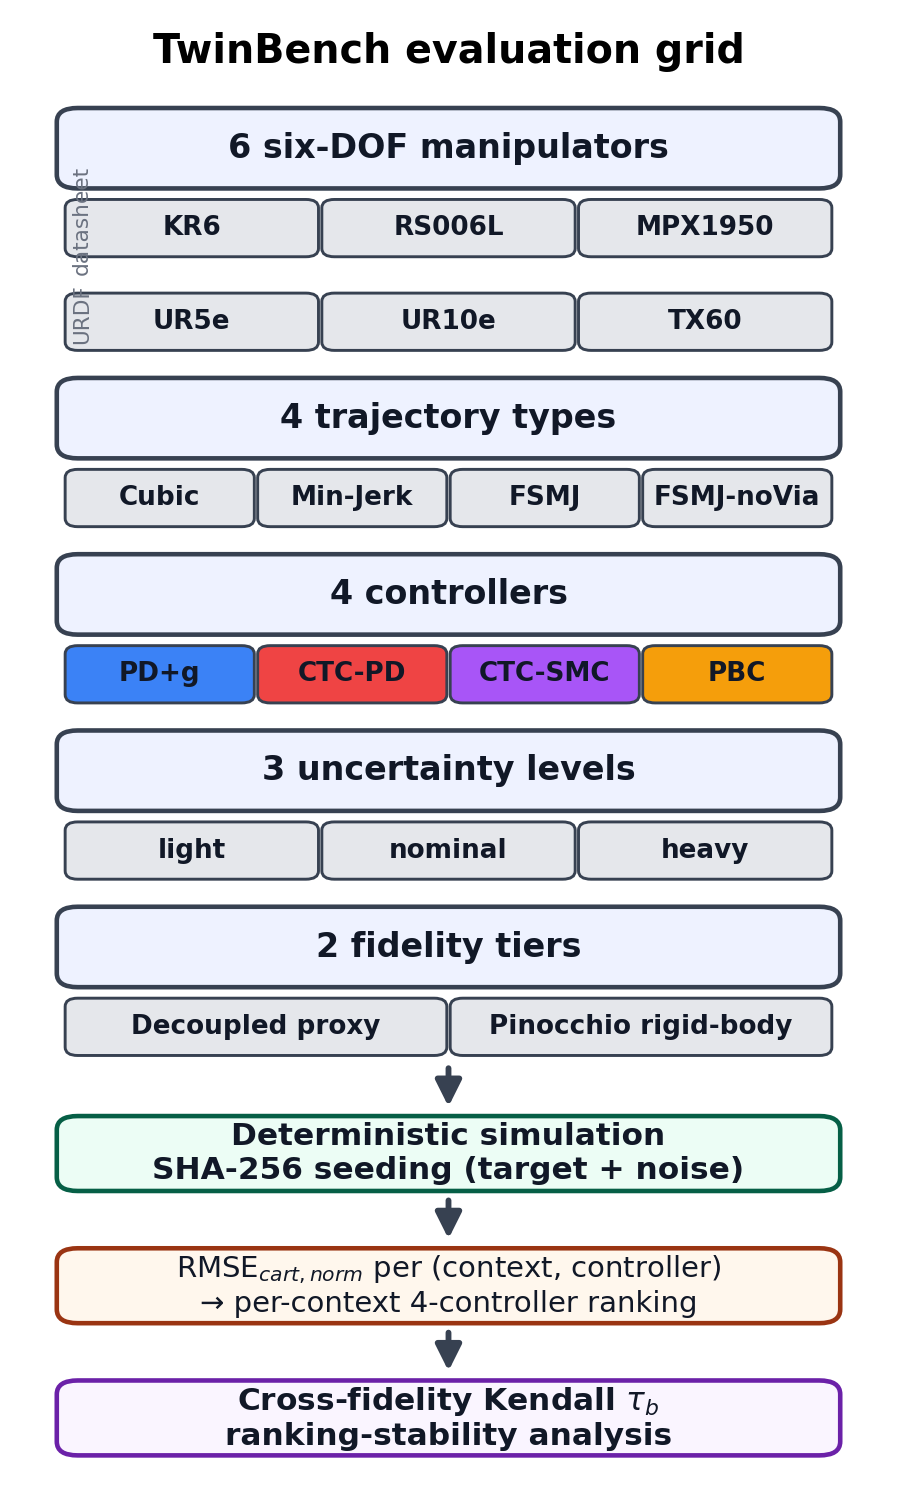 TwinBench evaluation grid
6 six-DOF manipulators
datasheet
KR6
RS006L
MPX1950
URDF
UR5e
UR10e
TX60
4 trajectory types
Cubic
Min-Jerk
FSMJ
FSMJ-noVia
4 controllers
PD+g
CTC-PD
CTC-SMC
PBC
3 uncertainty levels
light
nominal
heavy
2 fidelity tiers
Decoupled proxy
Pinocchio rigid-body
Deterministic simulation
SHA-256 seeding (target + noise)
RMSE_{cart,norm} per (context, controller)
→ per-context 4-controller ranking
Cross-fidelity Kendall τ_b
ranking-stability analysis